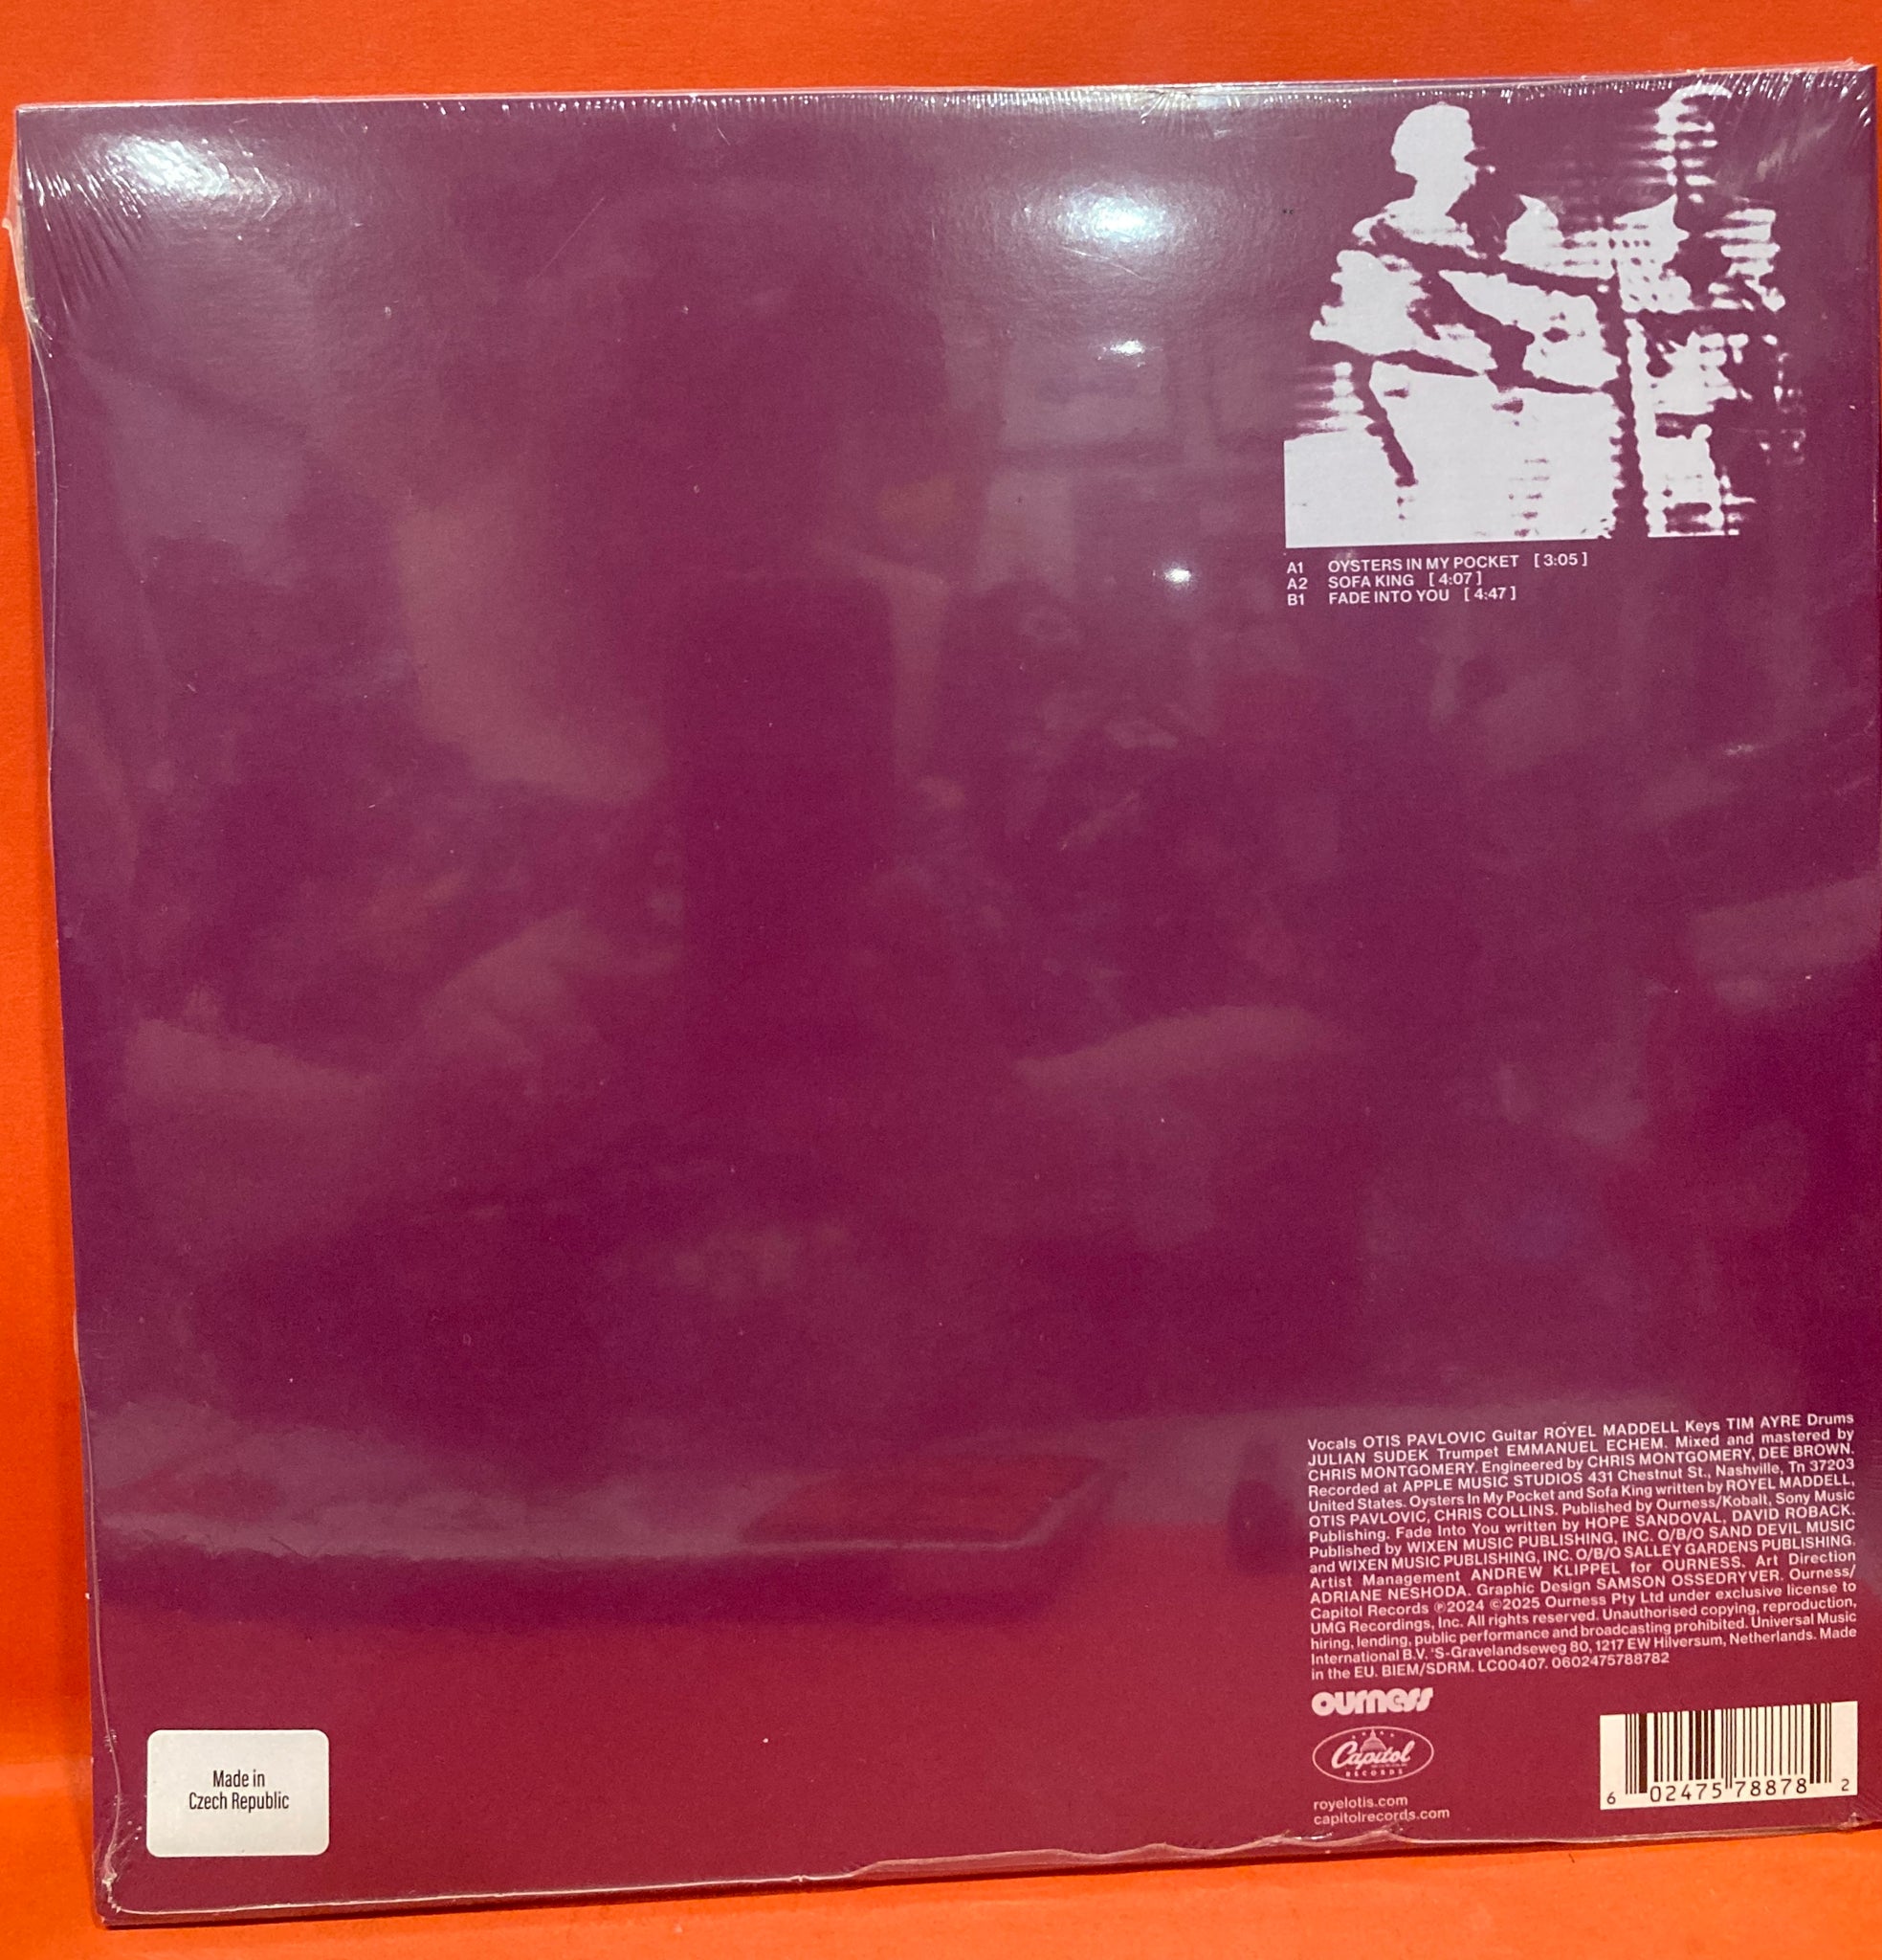 A1 OYSTERS IN MY POCKET [ 3:05 ]
A2 SOFA KING [ 4:07 ]
B1 FADE INTO YOU [ 4:47 ]
Vocals OTIS PAVLOVIC Guitar ROYEL MADDELL Keys TIM AYRE Drums
JULIAN SUDEK Trumpet EMMANUEL ECHEM. Mixed and mastered by
CHRIS MONTGOMERY. Engineered by CHRIS MONTGOMERY, DEE BROWN.
Recorded at APPLE MUSIC STUDIOS 431 Chestnut St., Nashville, Tn 37203
United States. Oysters In My Pocket and Sofa King written by ROYEL MADDELL,
OTIS PAVLOVIC, CHRIS COLLINS. Published by Ourness/Kobalt, Sony Music
Publishing. Fade Into You written by HOPE SANDOVAL, DAVID ROBACK.
Published by WIXEN MUSIC PUBLISHING, INC. O/B/O SAND DEVIL MUSIC
and WIXEN MUSIC PUBLISHING, INC. O/B/O SALLEY GARDENS PUBLISHING.
Artist Management ANDREW KLIPPEL for OURNESS. Art Direction
ADRIANE NESHODA. Graphic Design SAMSON OSSEDRYVER. Ourness/
Capitol Records ℗2024 ©2025 Ourness Pty Ltd under exclusive license to
UMG Recordings, Inc. All rights reserved. Unauthorised copying, reproduction,
hiring, lending, public performance and broadcasting prohibited. Universal Music
International B.V. 'S-Gravelandseweg 80, 1217 EW Hilversum, Netherlands. Made
in the EU. BIEM/SDRM. LC00407. 0602475788782
ourness
Capitol
RECORDS
royelotis.com
capitolrecords.com
6 02475 78878 2
Made in
Czech Republic